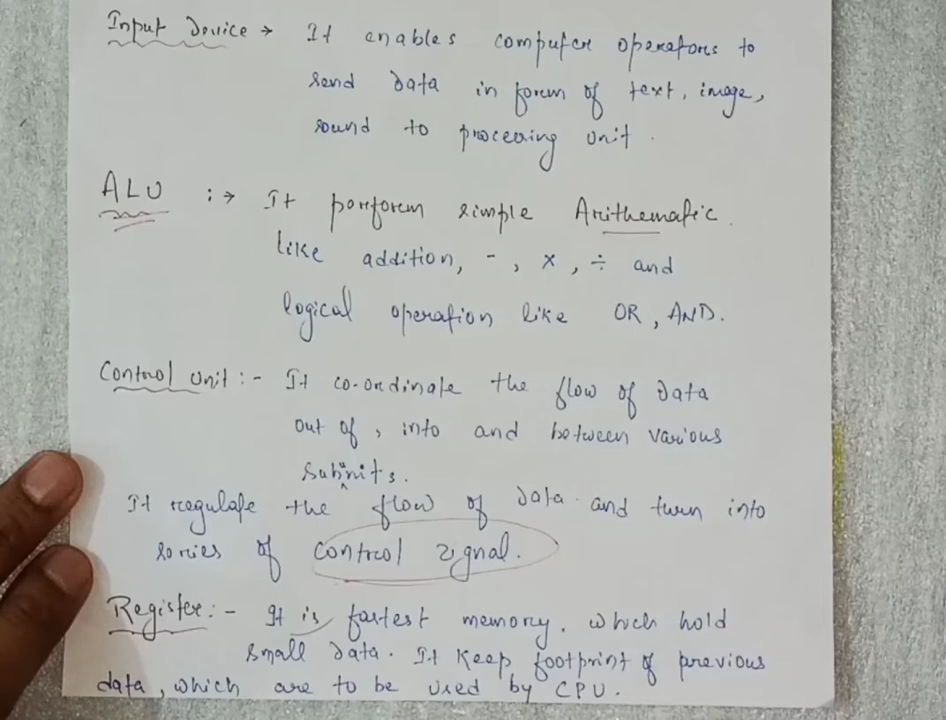 Input Device → It enables computer operators to
send data in form of text, image,
sound to procening unit.
ALU :→ It porform simple Arithematic.
like addition, -, x, ÷ and
logical operation like OR, AND.
Control unit :- It co-ordinate the flow of data
out of, into and between various
subunits.
It regulate the flow of data. and turn into
sories of control signal.
Register :- It is fastest memory. which hold
small data. It keep footprint of previous
data, which are to be used by CPU.